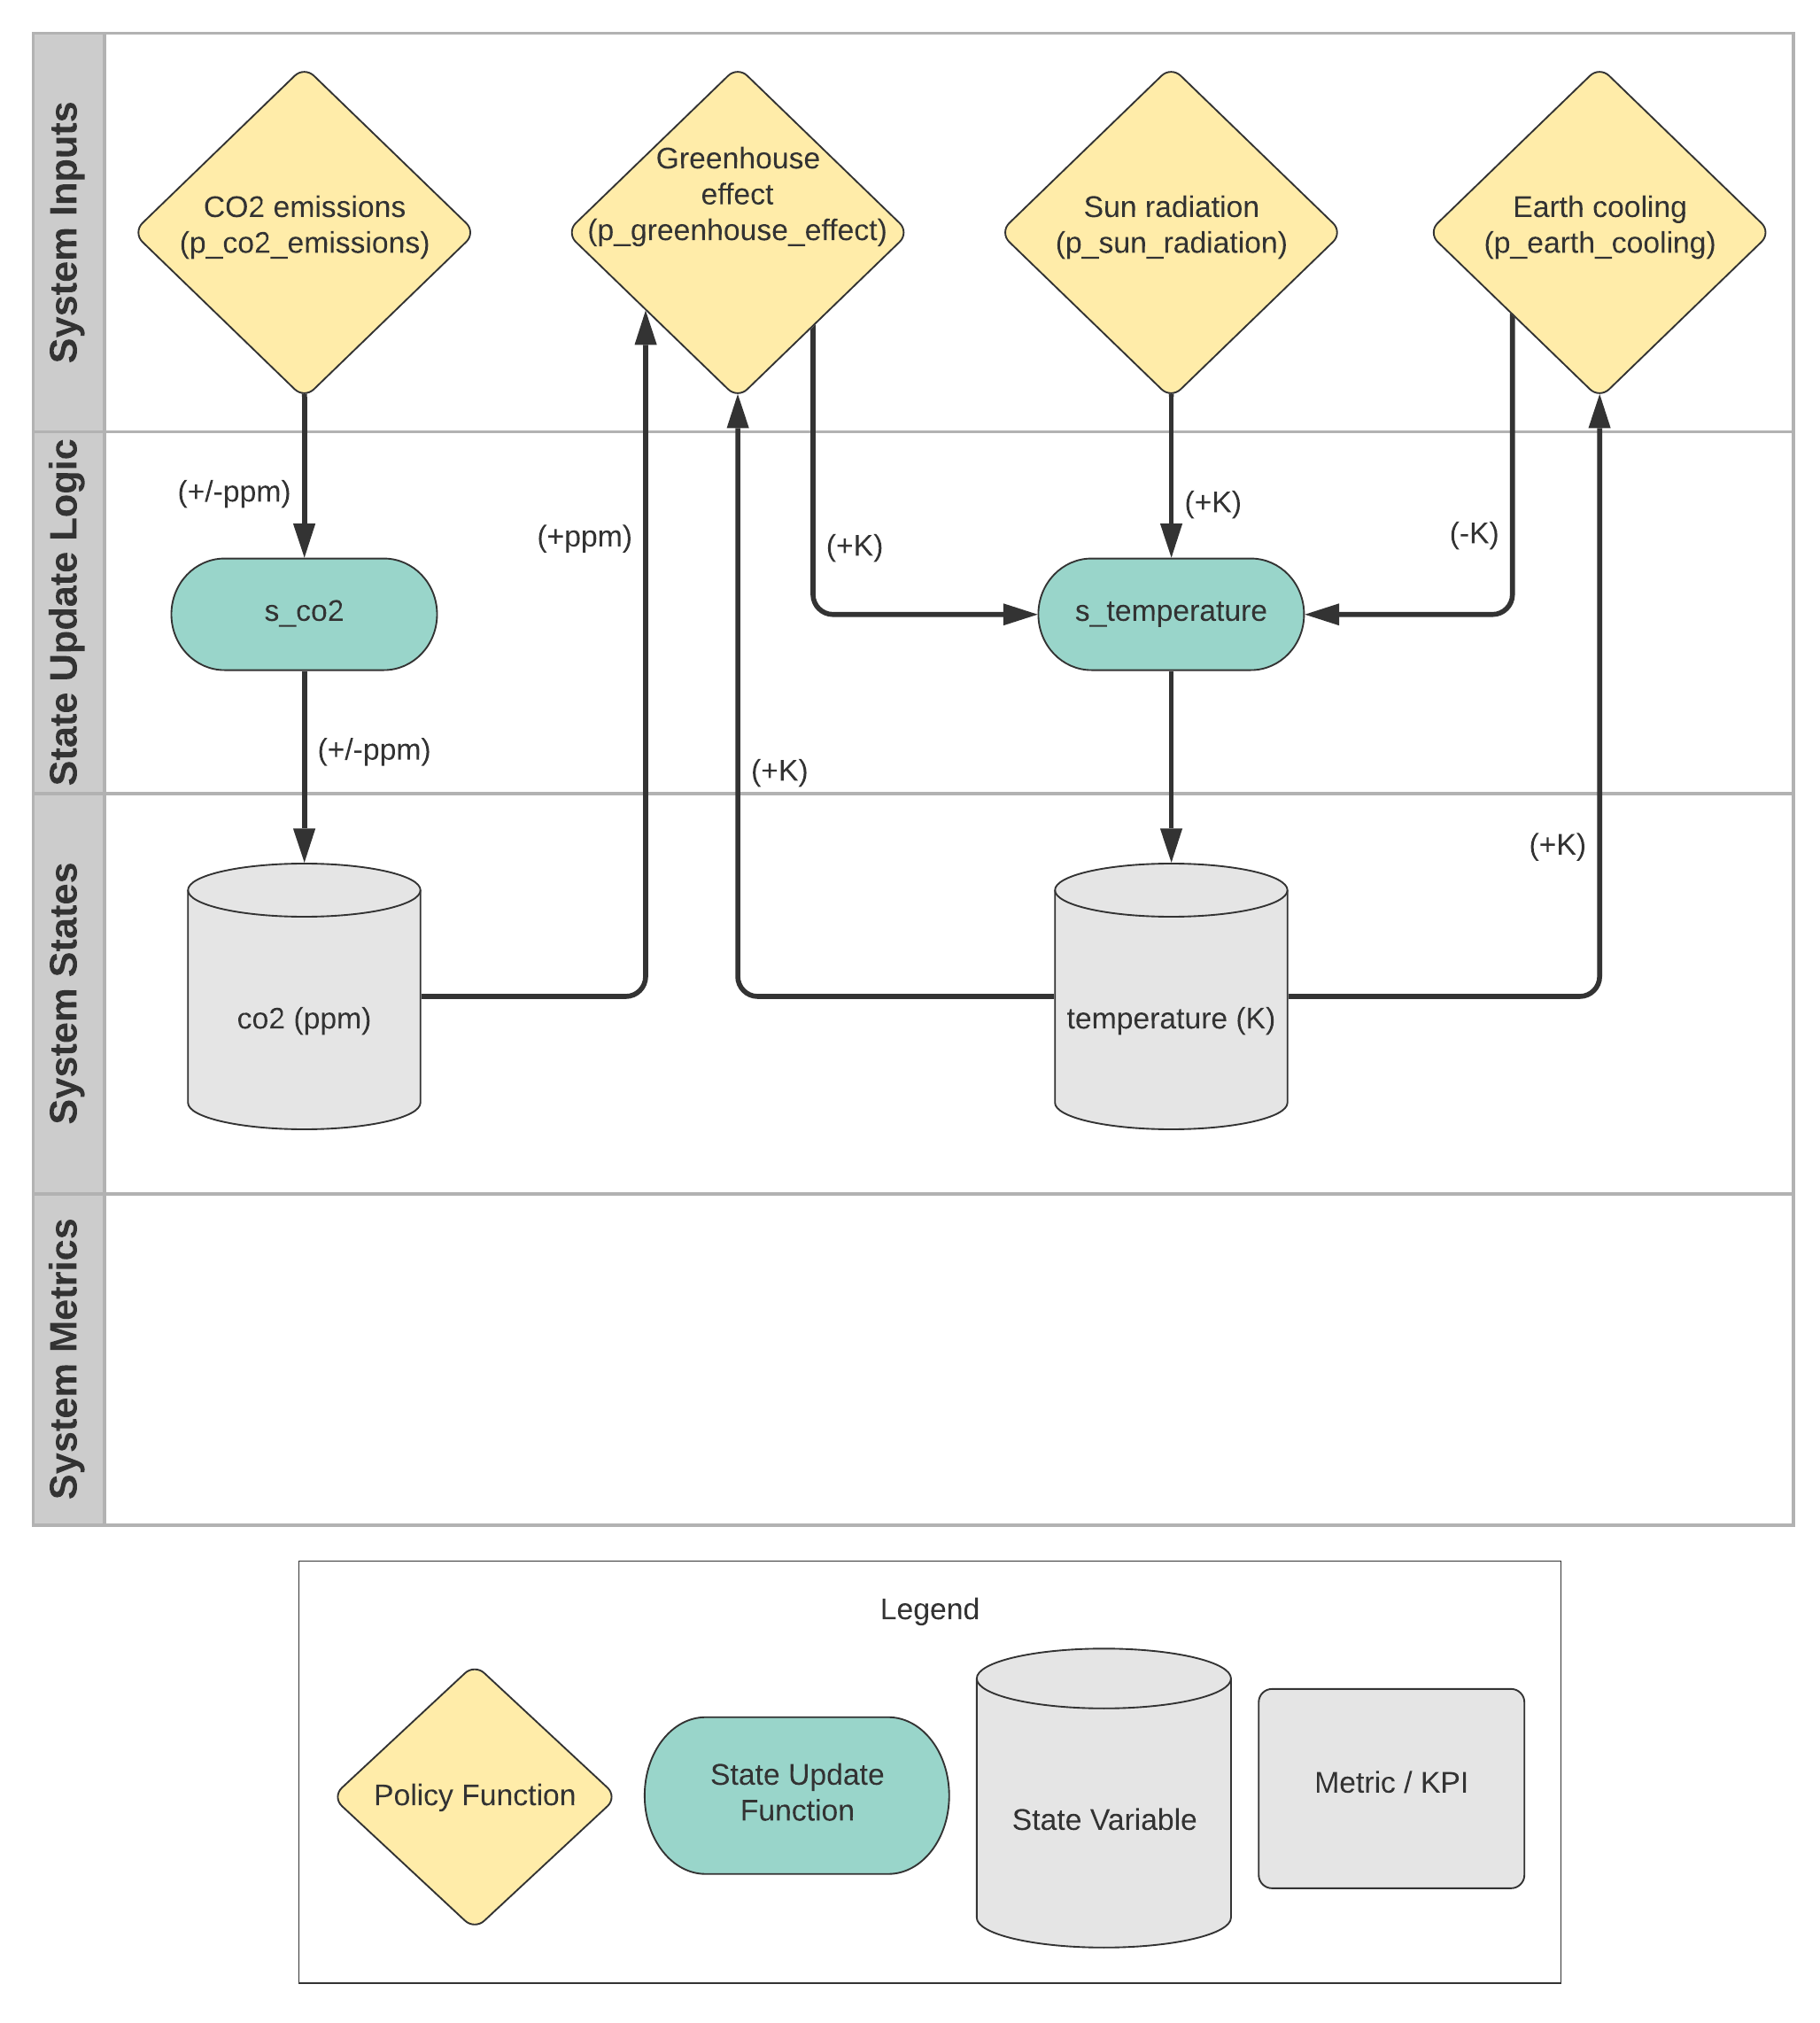 System Inputs
CO2 emissions
(p_co2_emissions)
Greenhouse
effect
(p_greenhouse_effect)
Sun radiation
(p_sun_radiation)
Earth cooling
(p_earth_cooling)
State Update Logic
(+/-ppm)
(+ppm)
(+K)
(+K)
(-K)
s_co2
s_temperature
(+/-ppm)
(+K)
System States
(+K)
co2 (ppm)
temperature (K)
System Metrics
Legend
Policy Function
State Update
Function
State Variable
Metric / KPI